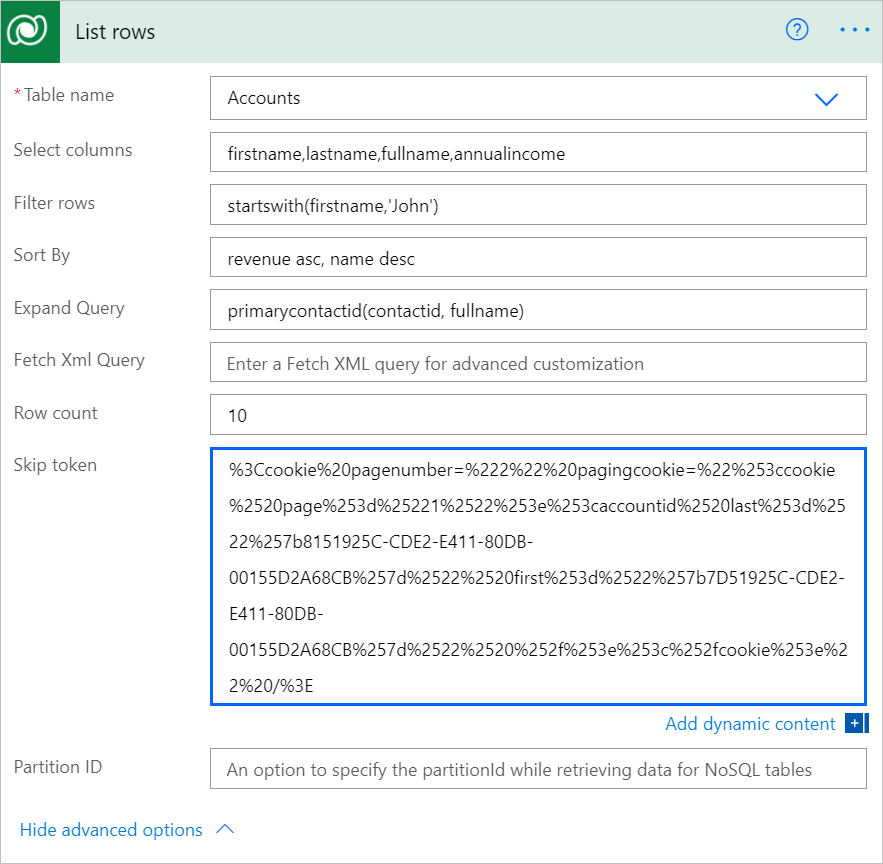 List rows
* Table name
Accounts
Select columns
firstname,lastname,fullname,annualincome
Filter rows
startswith(firstname,'John')
Sort By
revenue asc, name desc
Expand Query
primarycontactid(contactid, fullname)
Fetch Xml Query
Enter a Fetch XML query for advanced customization
Row count
10
Skip token
%3Ccookie%20pagenumber=%222%22%20pagingcookie=%22%253ccookie
%2520page%253d%25221%2522%253e%253caccountid%2520last%253d%25
22%257b8151925C-CDE2-E411-80DB-
00155D2A68CB%257d%2522%2520first%253d%2522%257b7D51925C-CDE2-
E411-80DB-
00155D2A68CB%257d%2522%2520%252f%253e%253c%252fcookie%253e%2
2%20/%3E
Add dynamic content
Partition ID
An option to specify the partitionId while retrieving data for NoSQL tables
Hide advanced options